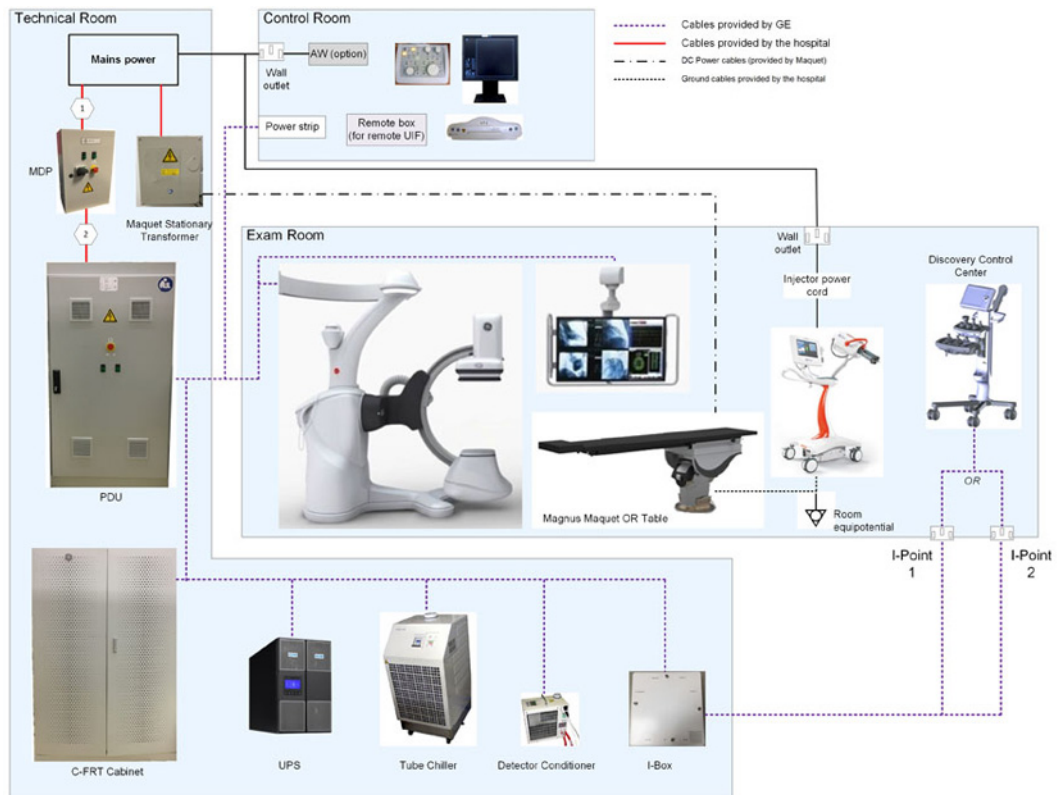 Technical Room
Control Room
Mains power
Wall
outlet
AW (option)
Power strip
Remote box
(for remote UIF)
Cables provided by GE
Cables provided by the hospital
DC Power cables (provided by Maquet)
Ground cables provided by the hospital
1
MDP
2
Maquet Stationary
Transformer
PDU
Exam Room
Wall
outlet
Injector power
cord
Discovery Control
Center
Magnus Maquet OR Table
Room
equipotential
OR
I-Point
1
I-Point
2
C-FRT Cabinet
UPS
Tube Chiller
Detector Conditioner
I-Box